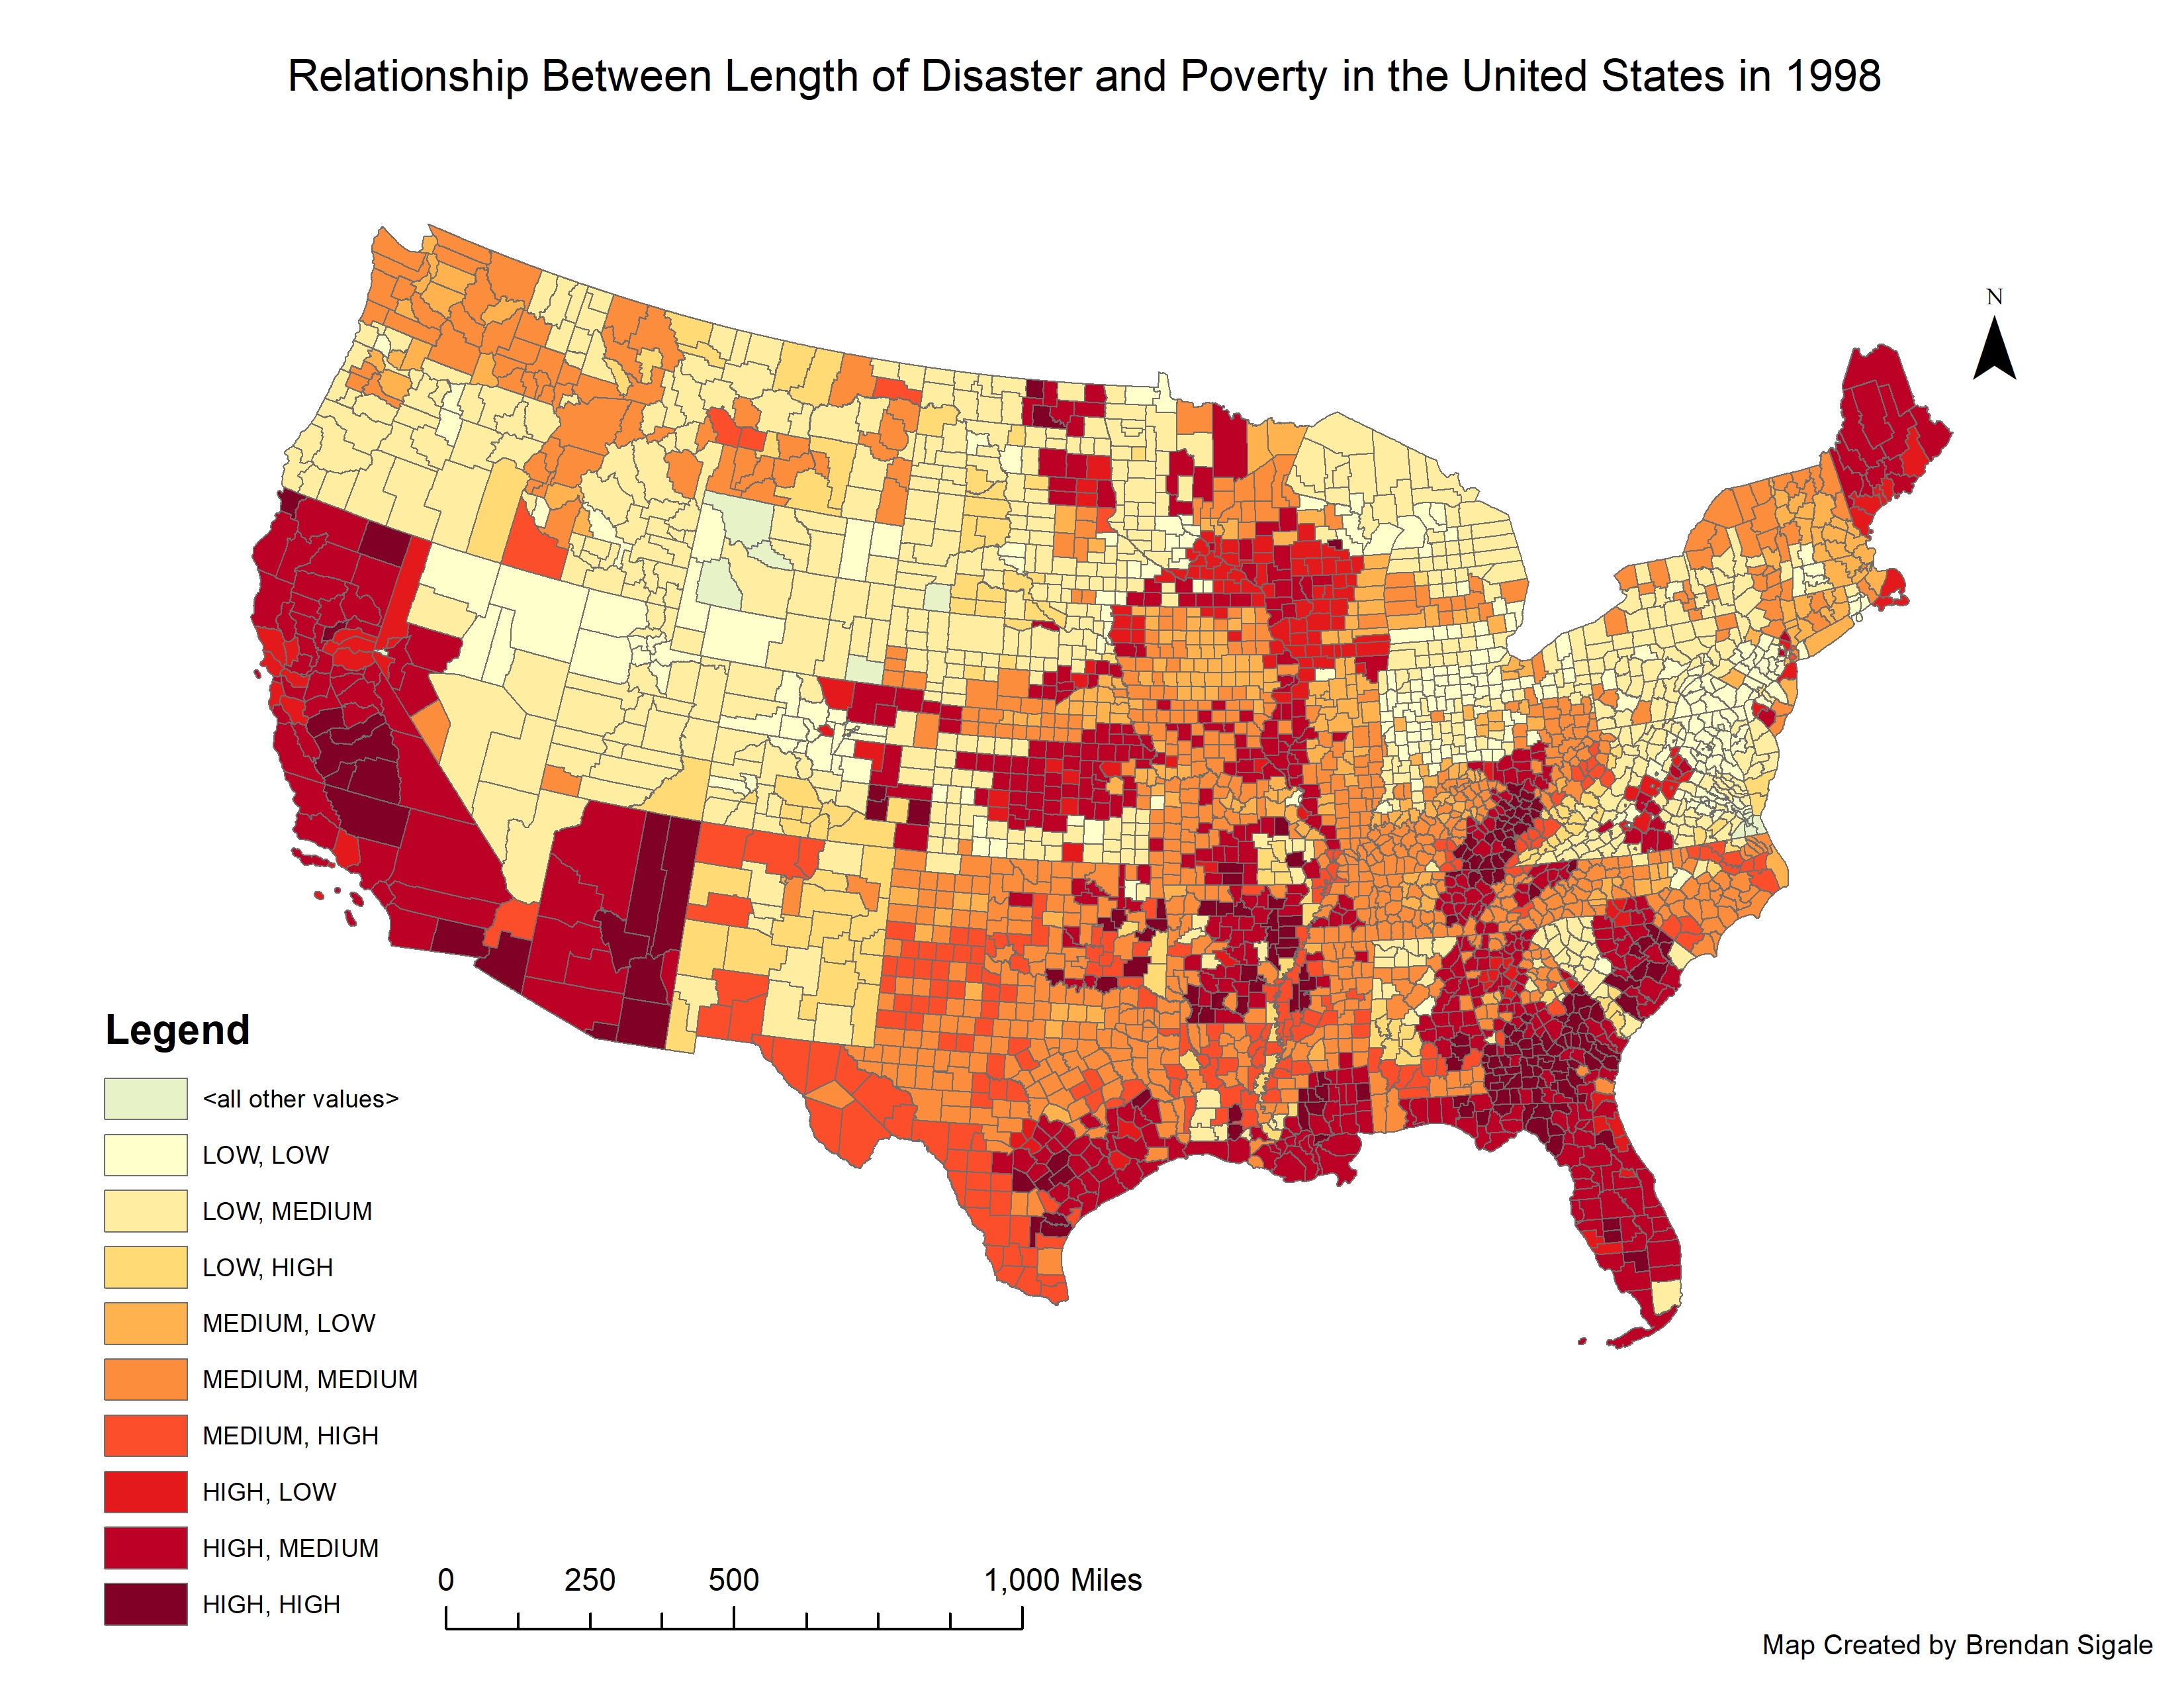 Relationship Between Length of Disaster and Poverty in the United States in 1998
N
Legend
<all other values>
LOW, LOW
LOW, MEDIUM
LOW, HIGH
MEDIUM, LOW
MEDIUM, MEDIUM
MEDIUM, HIGH
HIGH, LOW
HIGH, MEDIUM
HIGH, HIGH
0 250 500 1,000 Miles
Map Created by Brendan Sigale